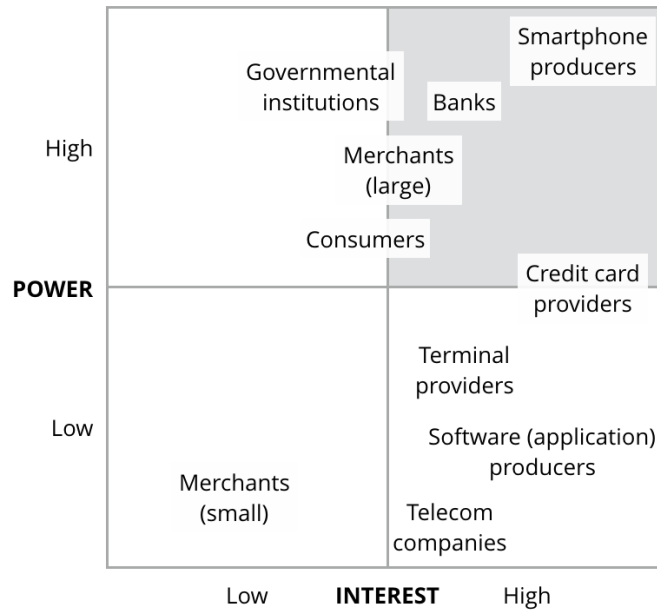 Smartphone
producers
Governmental
institutions
Banks
High
Merchants
(large)
Consumers
Credit card
providers
POWER
Terminal
providers
Low
Software (application)
producers
Merchants
(small)
Telecom
companies
Low
INTEREST
High